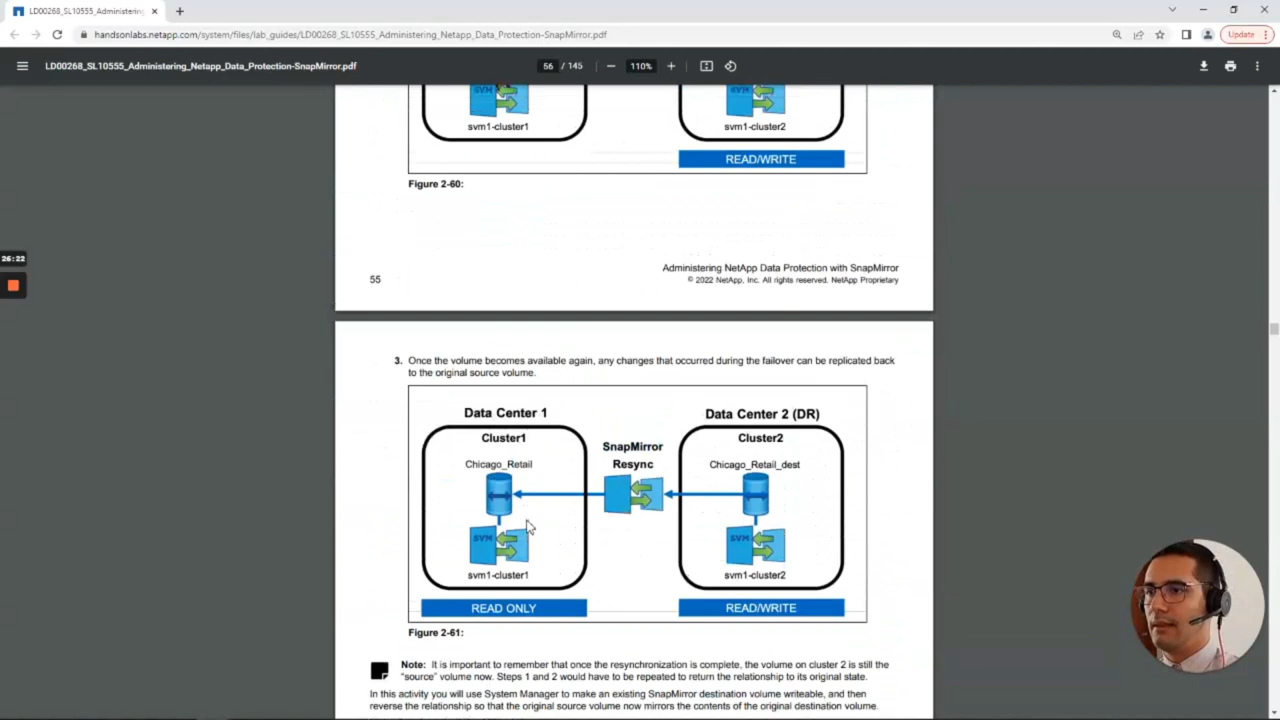 LD00268_SL10555_Administering_
handsonlabs.netapp.com/system/files/lab_guides/LD00268_SL10555_Administering_Netapp_Data_Protection-SnapMirror.pdf
Update
LD00268_SL10555_Administering_Netapp_Data_Protection-SnapMirror.pdf
56 / 145
110%
SVM
SVM
svm1-cluster1
svm1-cluster2
READ/WRITE
Figure 2-60:
26:22
Administering NetApp Data Protection with SnapMirror
55
© 2022 NetApp, Inc. All rights reserved. NetApp Proprietary
3. Once the volume becomes available again, any changes that occurred during the failover can be replicated back
to the original source volume.
Data Center 1
Data Center 2 (DR)
Cluster1
Cluster2
SnapMirror
Resync
Chicago_Retail
Chicago_Retail_dest
SVM
SVM
svm1-cluster1
svm1-cluster2
READ ONLY
READ/WRITE
Figure 2-61:
Note: It is important to remember that once the resynchronization is complete, the volume on cluster 2 is still the
"source" volume now. Steps 1 and 2 would have to be repeated to return the relationship to its original state.
In this activity you will use System Manager to make an existing SnapMirror destination volume writeable, and then
reverse the relationship so that the original source volume now mirrors the contents of the original destination volume.